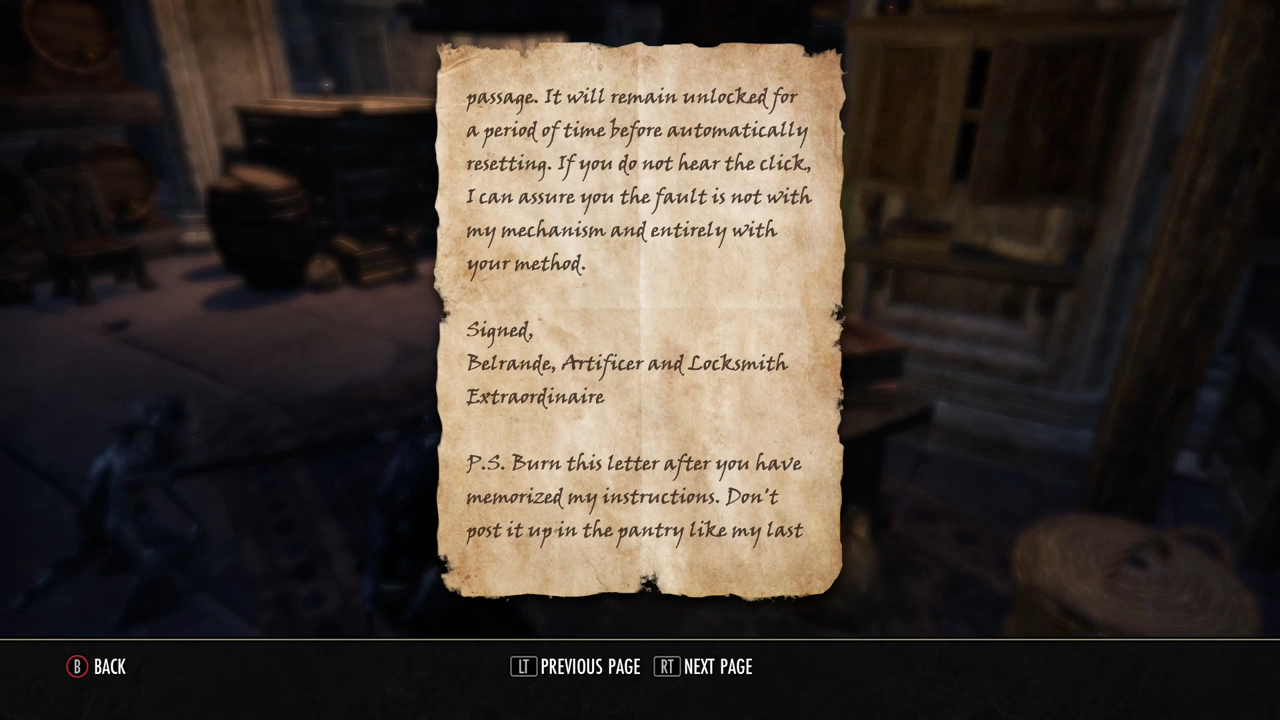 passage. It will remain unlocked for
a period of time before automatically
resetting. If you do not hear the click,
I can assure you the fault is not with
my mechanism and entirely with
your method.
Signed,
Belrande, Artificer and Locksmith
Extraordinaire
P.S. Burn this letter after you have
memorized my instructions. Don't
post it up in the pantry like my last
B BACK LT PREVIOUS PAGE RT NEXT PAGE